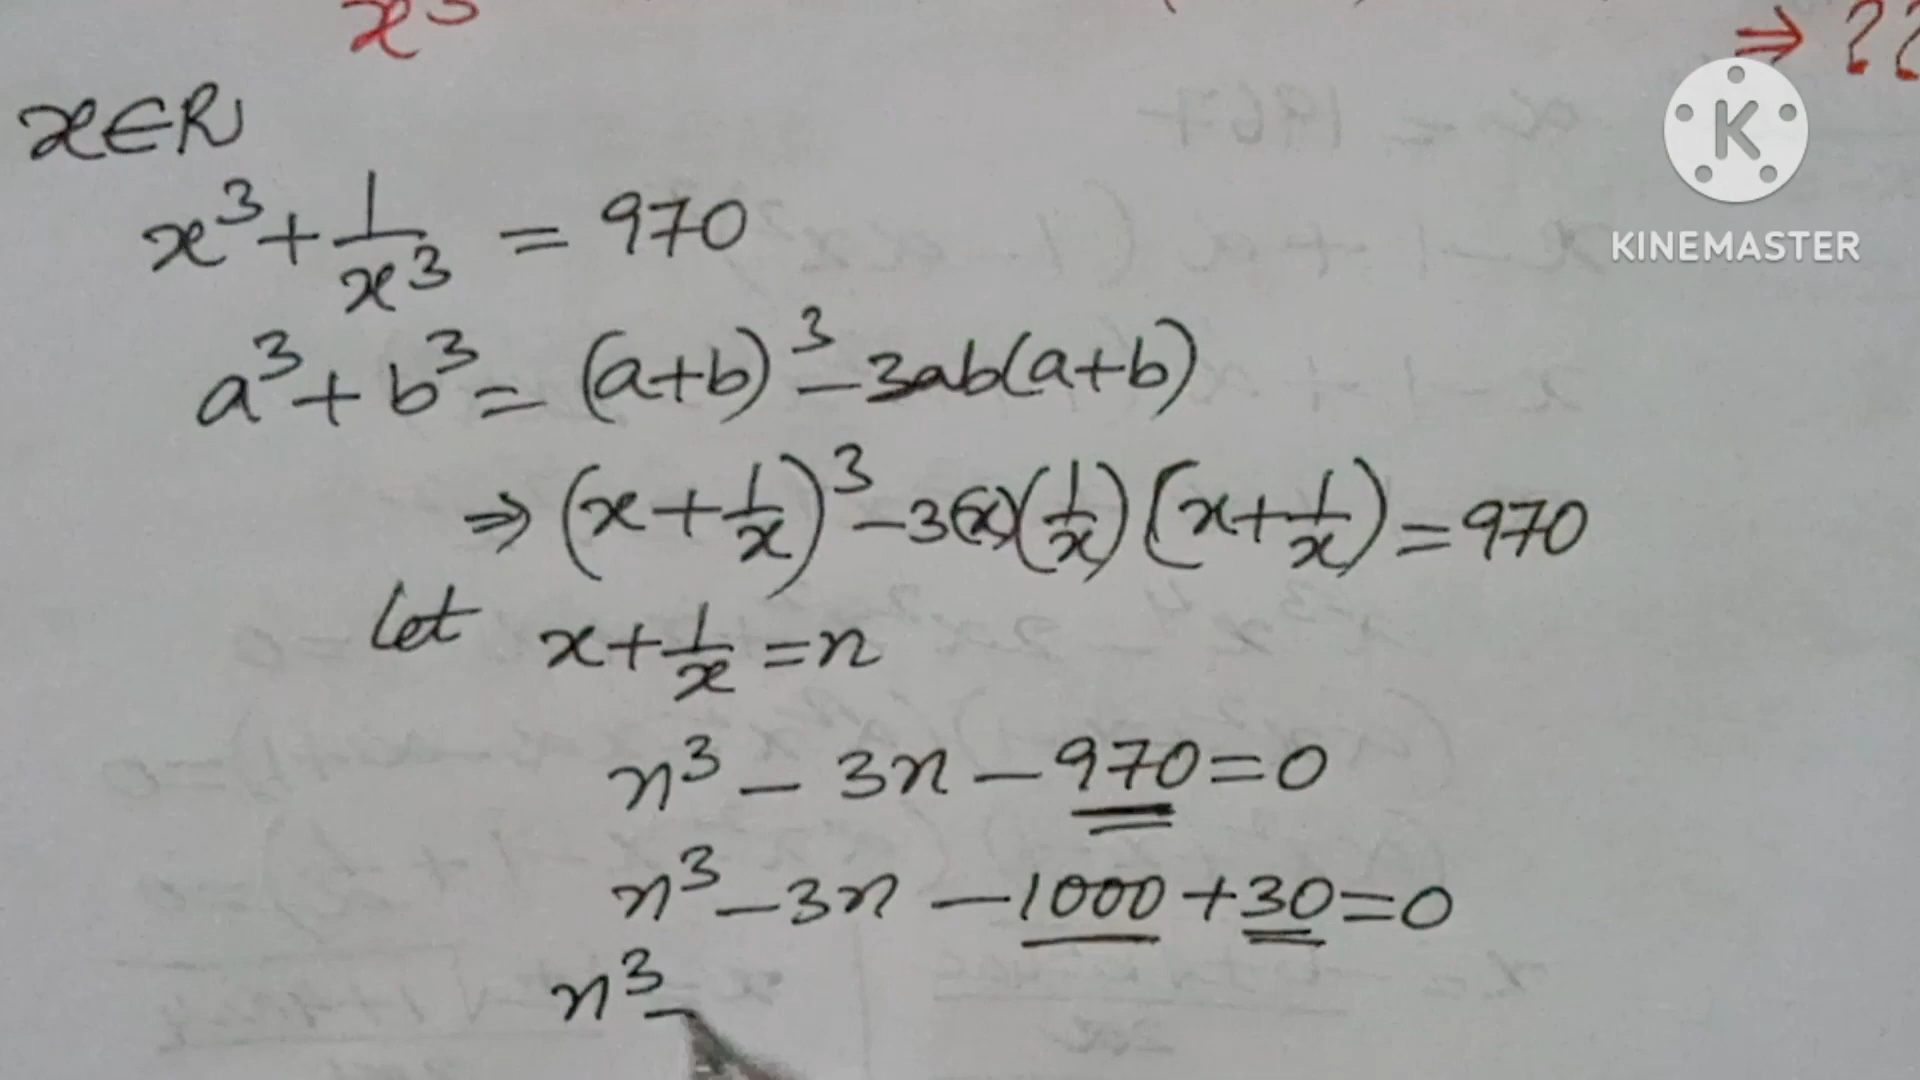 x³ ⇒ ??
x∈R
x³ + 1/x³ = 970
a³ + b³ = (a+b)³ - 3ab(a+b)
⇒ (x + 1/x)³ - 3(x)(1/x)(x + 1/x) = 970
let x + 1/x = n
n³ - 3n - 970 = 0
n³ - 3n - 1000 + 30 = 0
n³ -
K
KINEMASTER